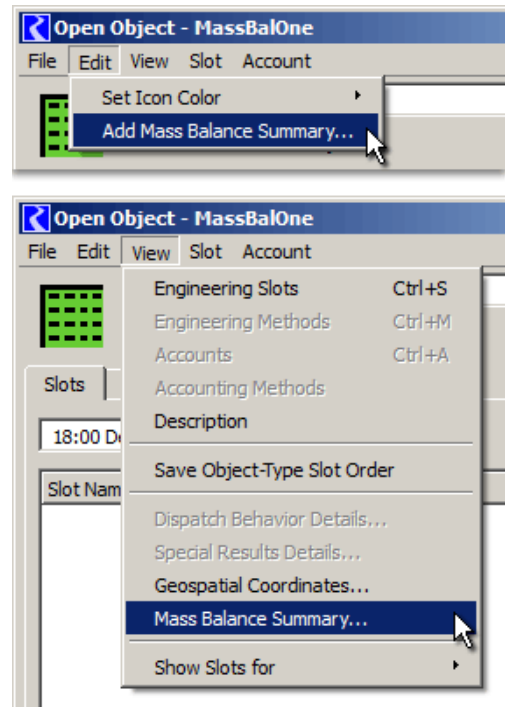 Open Object - MassBalOne
File Edit View Slot Account
Set Icon Color
Add Mass Balance Summary...
Open Object - MassBalOne
File Edit View Slot Account
Engineering Slots Ctrl+S
Engineering Methods Ctrl+M
Accounts Ctrl+A
Accounting Methods
Description
Slots
18:00 De
Save Object-Type Slot Order
Slot Nam
Dispatch Behavior Details...
Special Results Details...
Geospatial Coordinates...
Mass Balance Summary...
Show Slots for